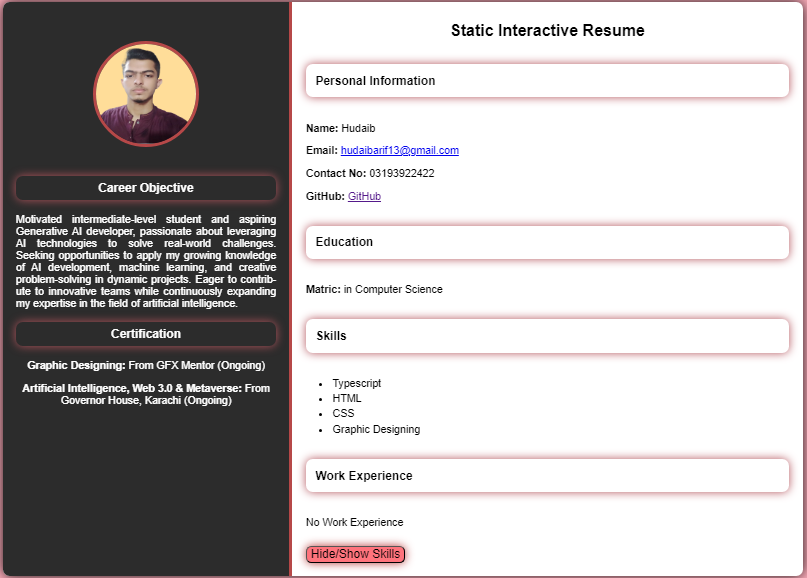 Career Objective
Motivated intermediate-level student and aspiring
Generative AI developer, passionate about leveraging
AI technologies to solve real-world challenges.
Seeking opportunities to apply my growing knowledge
of AI development, machine learning, and creative
problem-solving in dynamic projects. Eager to contrib-
ute to innovative teams while continuously expanding
my expertise in the field of artificial intelligence.
Certification
Graphic Designing: From GFX Mentor (Ongoing)
Artificial Intelligence, Web 3.0 & Metaverse: From
Governor House, Karachi (Ongoing)
Static Interactive Resume
Personal Information
Name: Hudaib
Email: hudaibarif13@gmail.com
Contact No: 03193922422
GitHub: GitHub
Education
Matric: in Computer Science
Skills
• Typescript
• HTML
• CSS
• Graphic Designing
Work Experience
No Work Experience
Hide/Show Skills